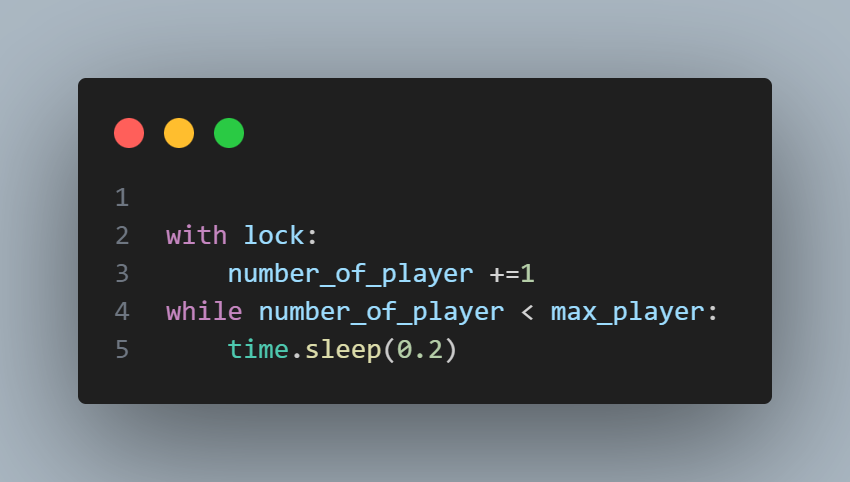 1
2 with lock:
3     number_of_player +=1
4 while number_of_player < max_player:
5     time.sleep(0.2)